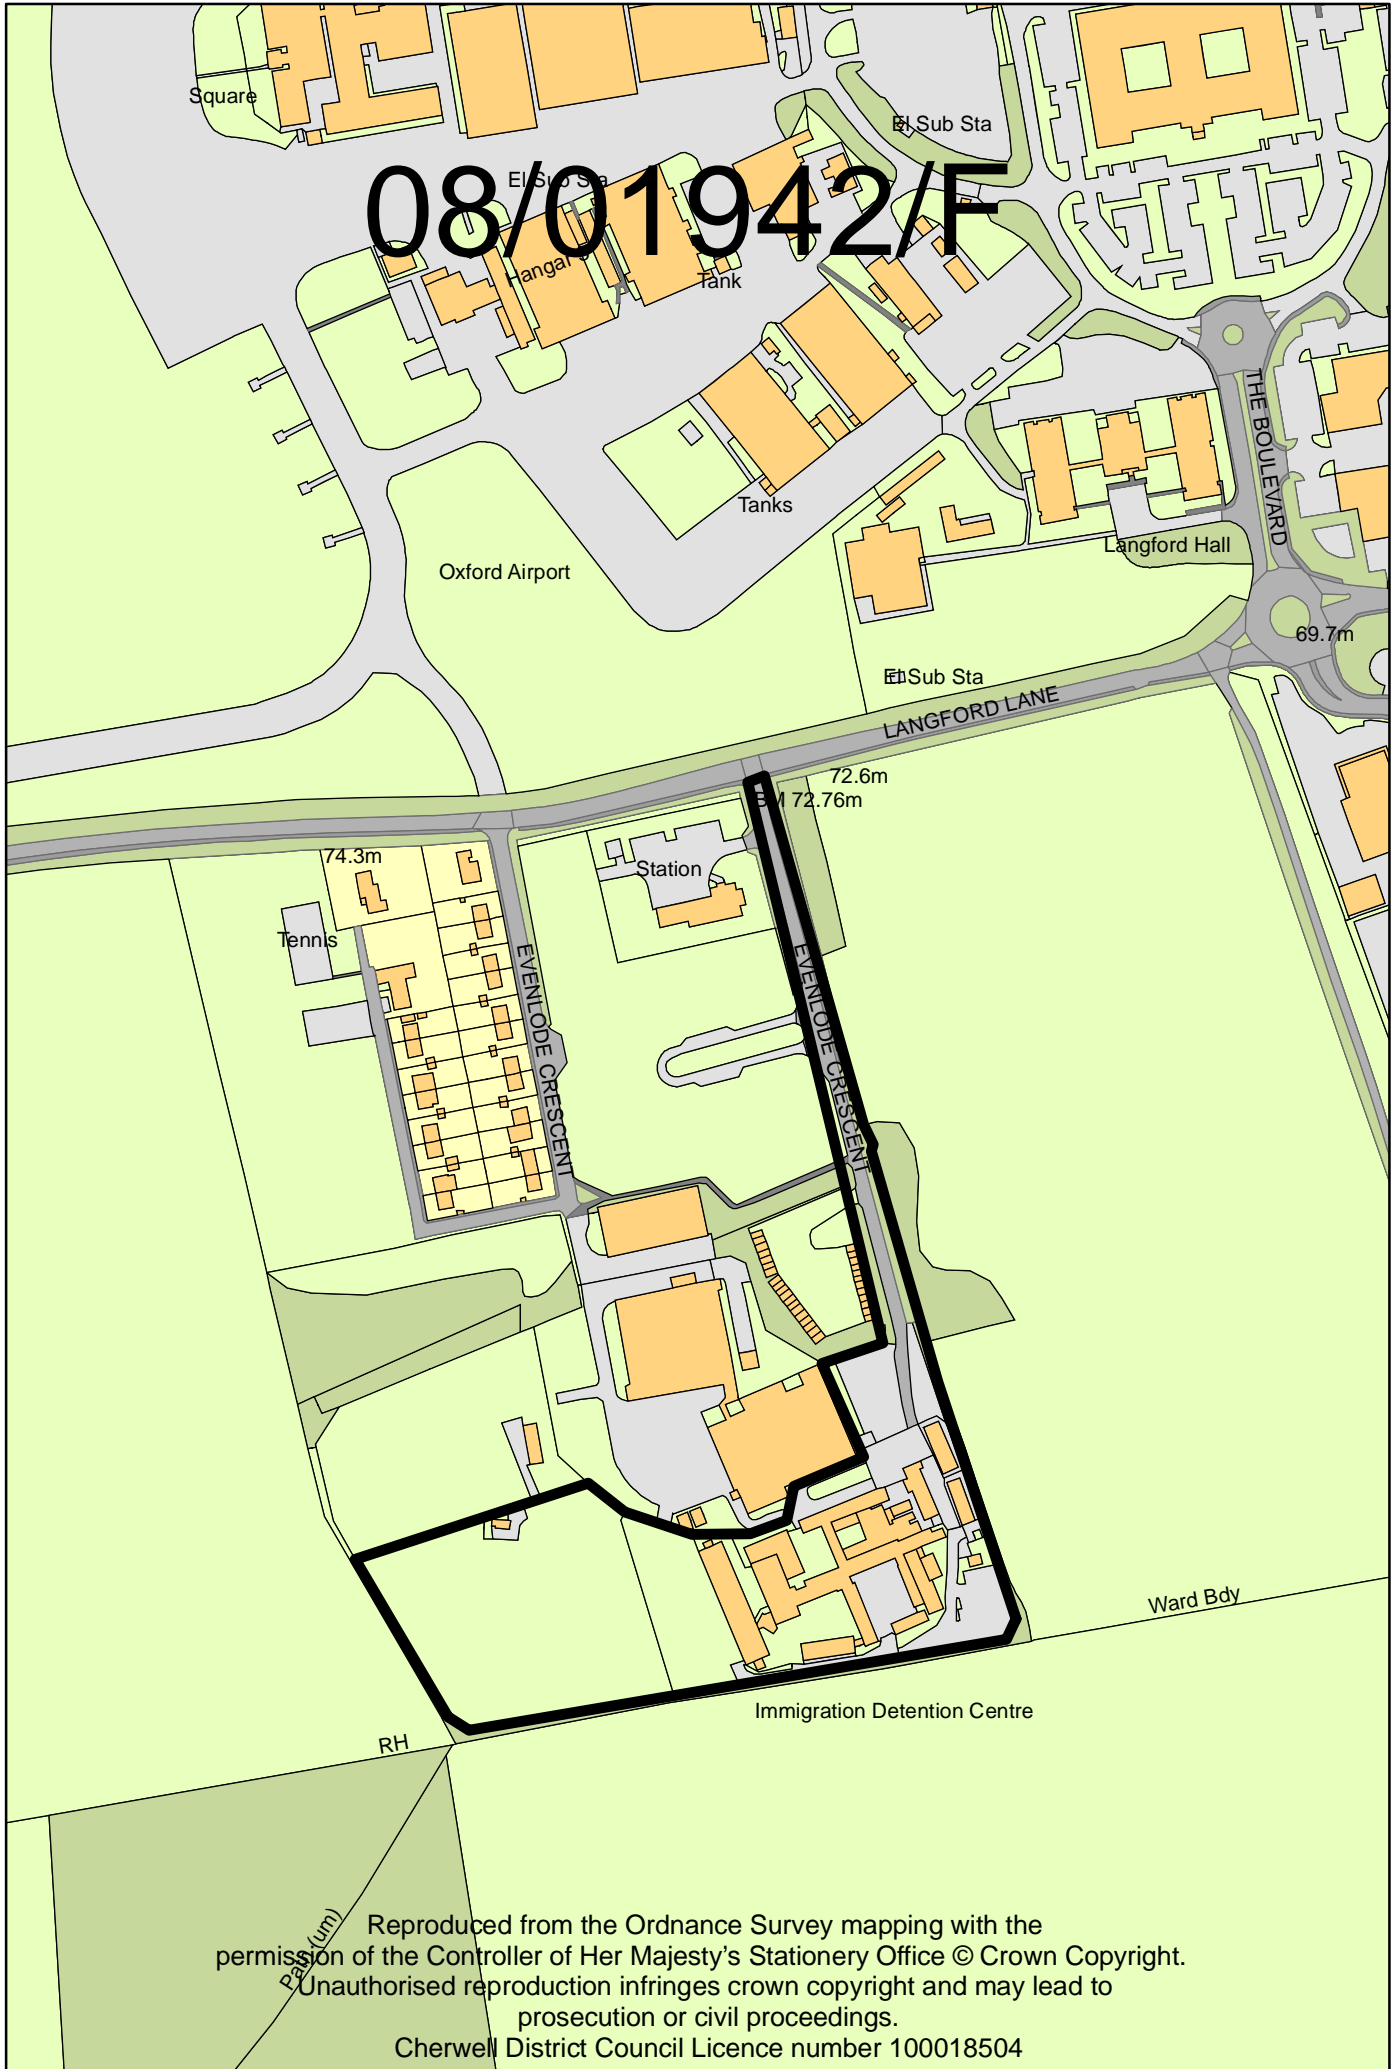 Square
El Sub Sta
El Sub Sta
08/01942/F
Tank
THE BOULEVARD
Tanks
Langford Hall
Oxford Airport
69.7m
El Sub Sta
LANGFORD LANE
72.6m
BM 72.76m
74.3m
Station
Tennis
EVENLODE CRESCENT
EVENLODE CRESCENT
Ward Bdy
Immigration Detention Centre
RH
Path (um)
Reproduced from the Ordnance Survey mapping with the
permission of the Controller of Her Majesty's Stationery Office © Crown Copyright.
Unauthorised reproduction infringes crown copyright and may lead to
prosecution or civil proceedings.
Cherwell District Council Licence number 100018504